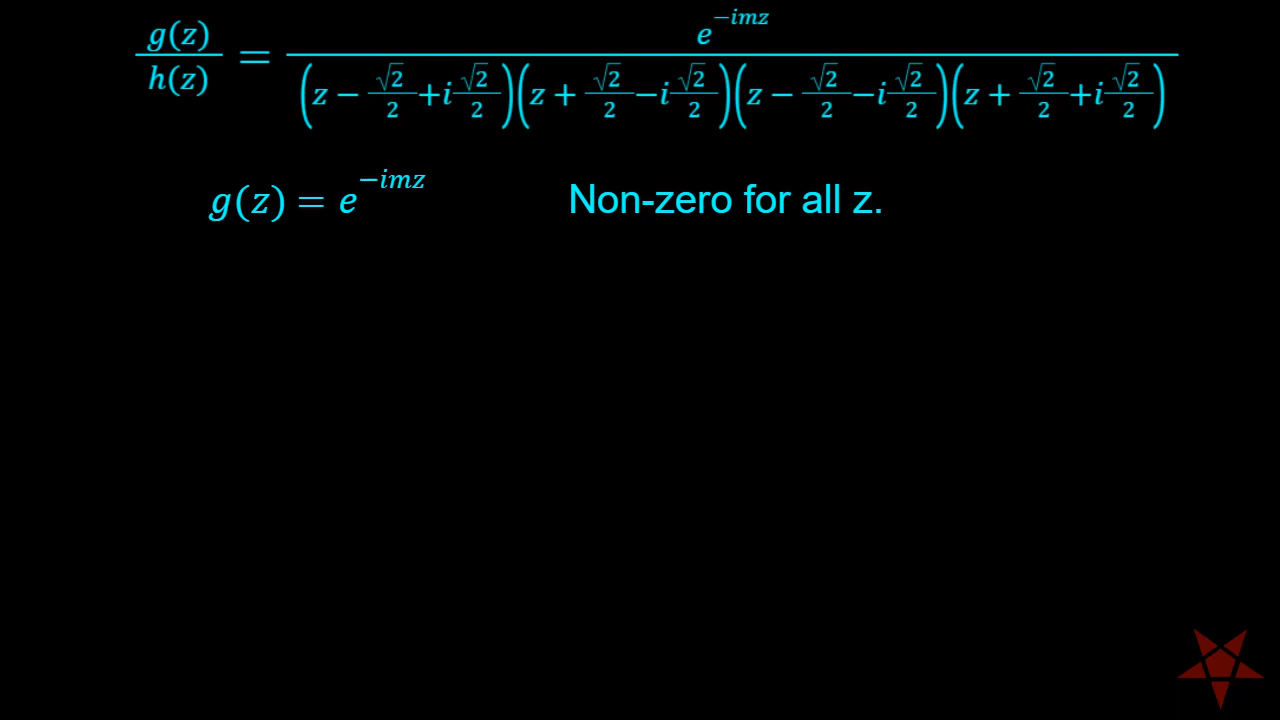 g(z)/h(z) = e^{−imz} / (z − √2/2 + i √2/2)(z + √2/2 − i √2/2)(z − √2/2 − i √2/2)(z + √2/2 + i √2/2)
g(z) = e^{−imz} Non-zero for all z.